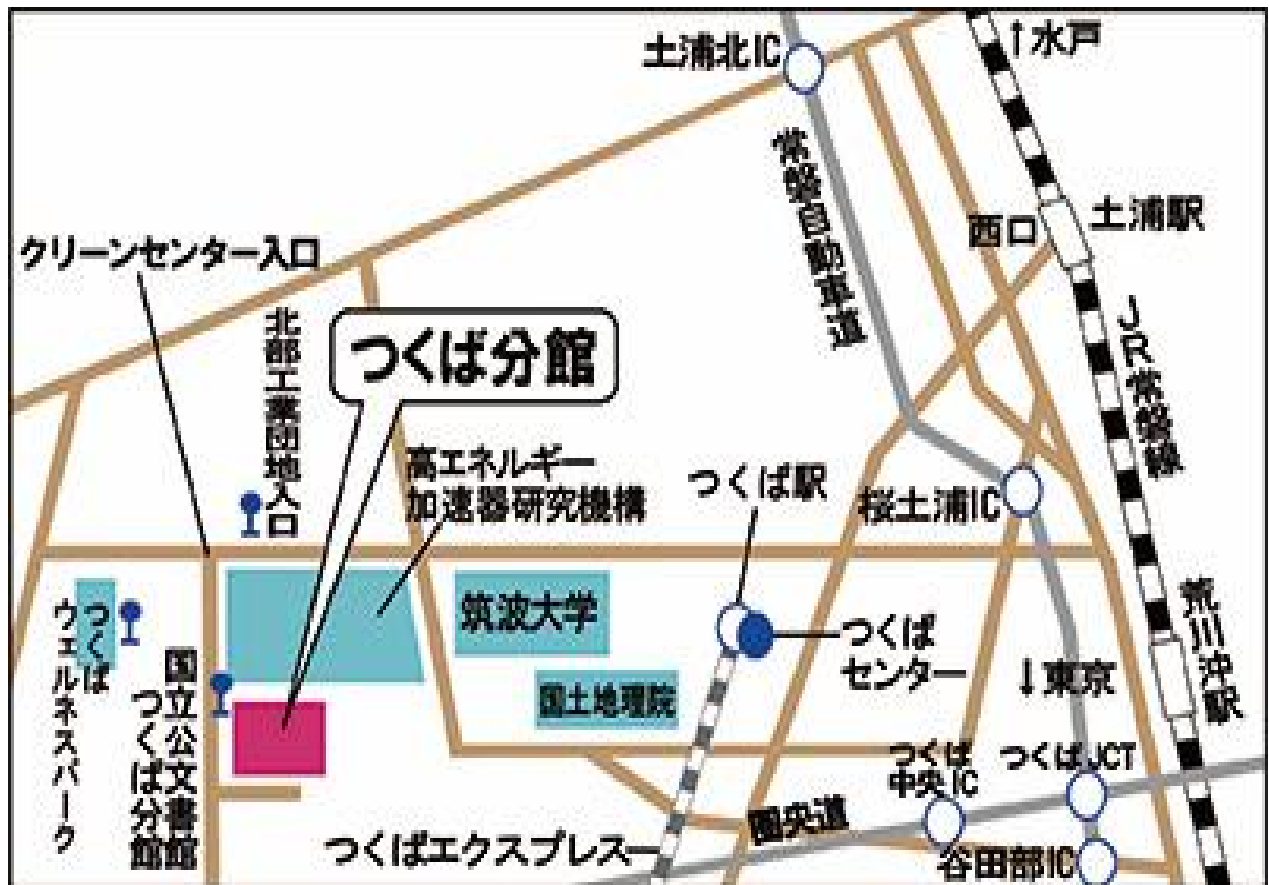 土浦北IC
↑水戸
常磐自動車道
西口
土浦駅
クリーンセンター入口
北部工業団地入口
つくば分館
JR常磐線
高エネルギー
加速器研究機構
つくば駅
桜土浦IC
筑波大学
つくば
センター
荒川沖駅
つくば
ウェルネスパーク
国立公文書館
つくば分館
国土地理院
↓東京
つくば
中央IC
つくばJCT
圏央道
つくばエクスプレス
谷田部IC